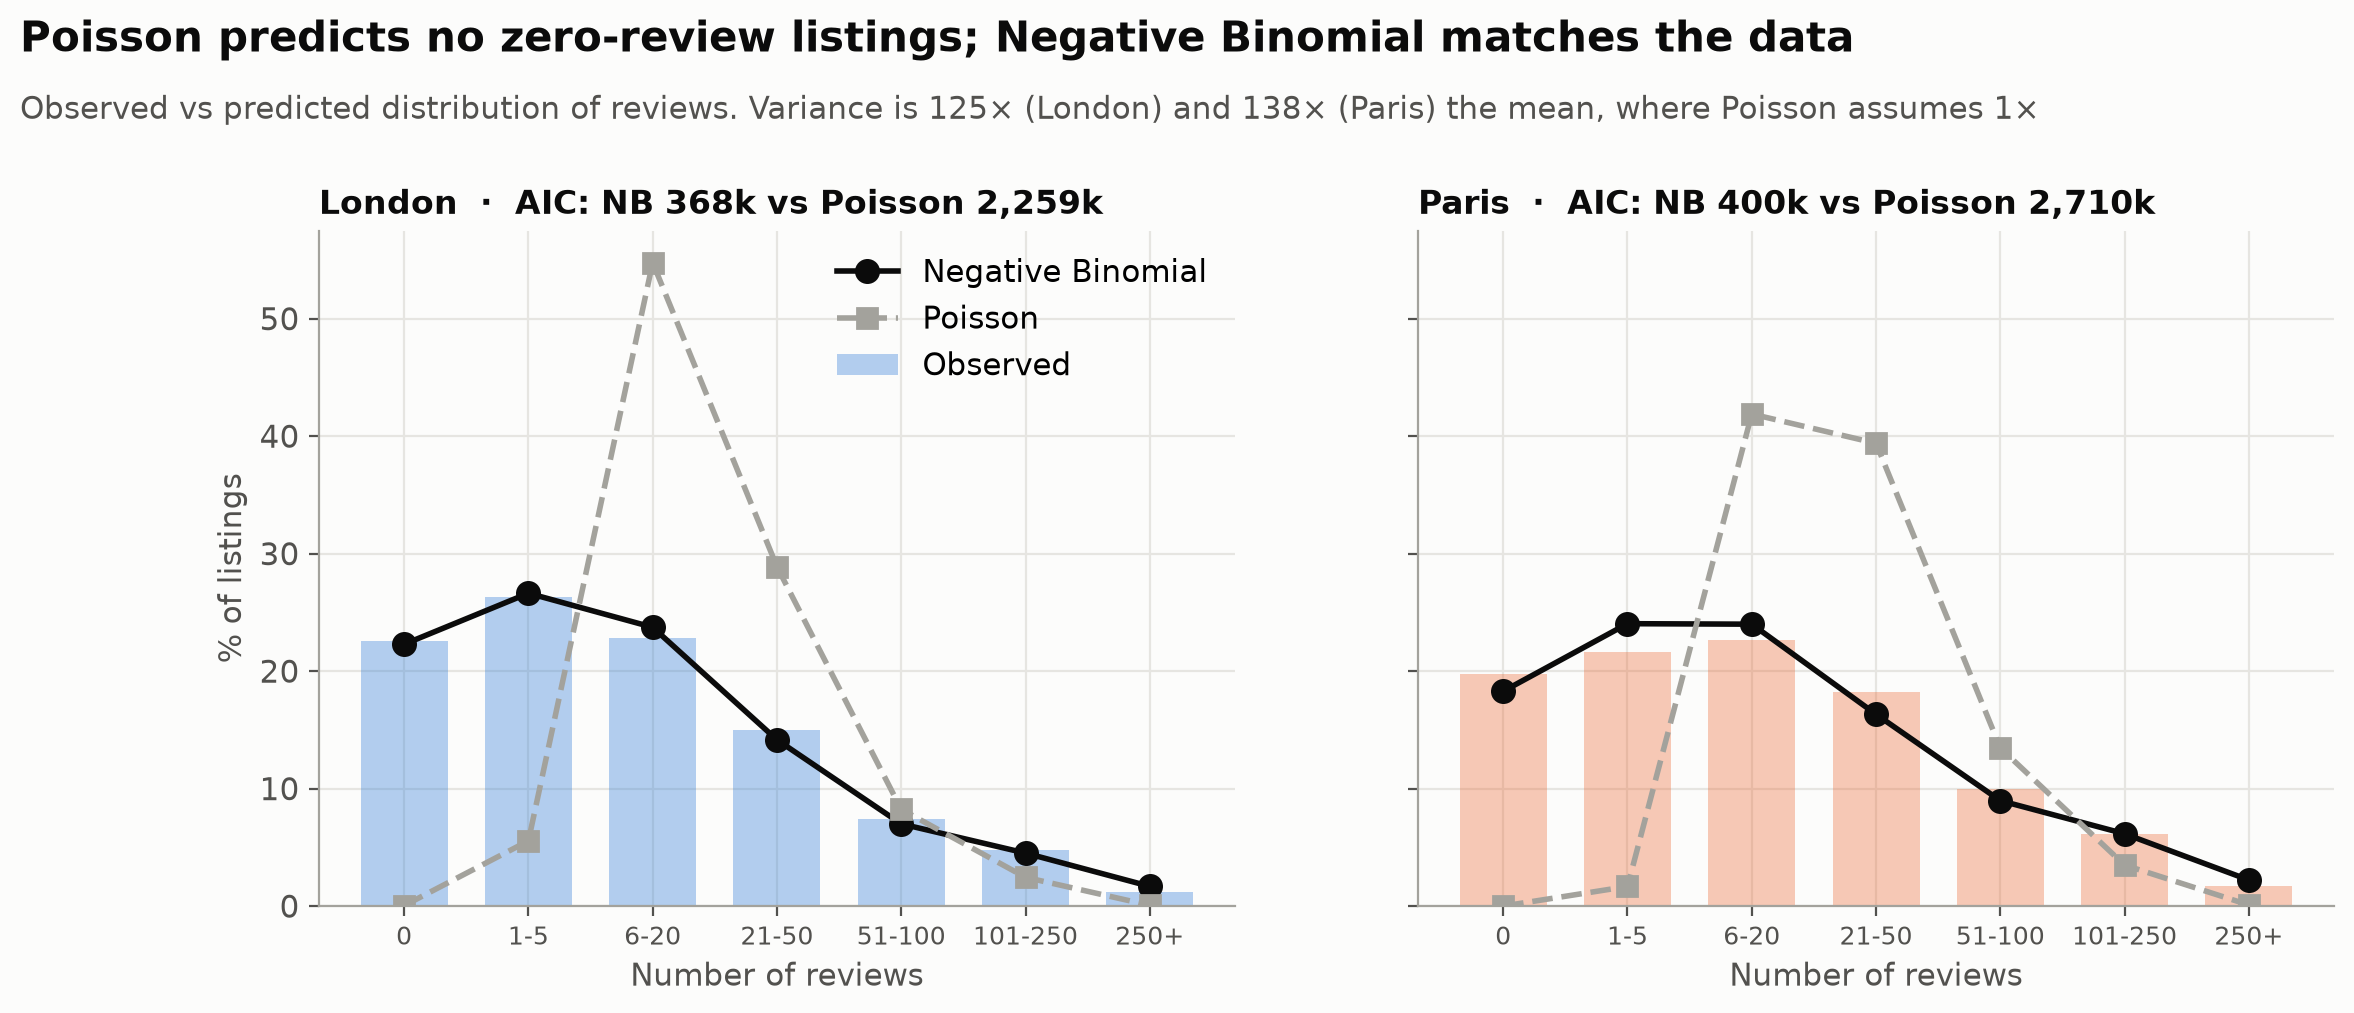 Poisson predicts no zero-review listings; Negative Binomial matches the data
Observed vs predicted distribution of reviews. Variance is 125× (London) and 138× (Paris) the mean, where Poisson assumes 1×
London · AIC: NB 368k vs Poisson 2,259k
Negative Binomial
Poisson
Observed
% of listings
50
40
30
20
10
0
0 1-5 6-20 21-50 51-100 101-250 250+
Number of reviews
Paris · AIC: NB 400k vs Poisson 2,710k
0 1-5 6-20 21-50 51-100 101-250 250+
Number of reviews